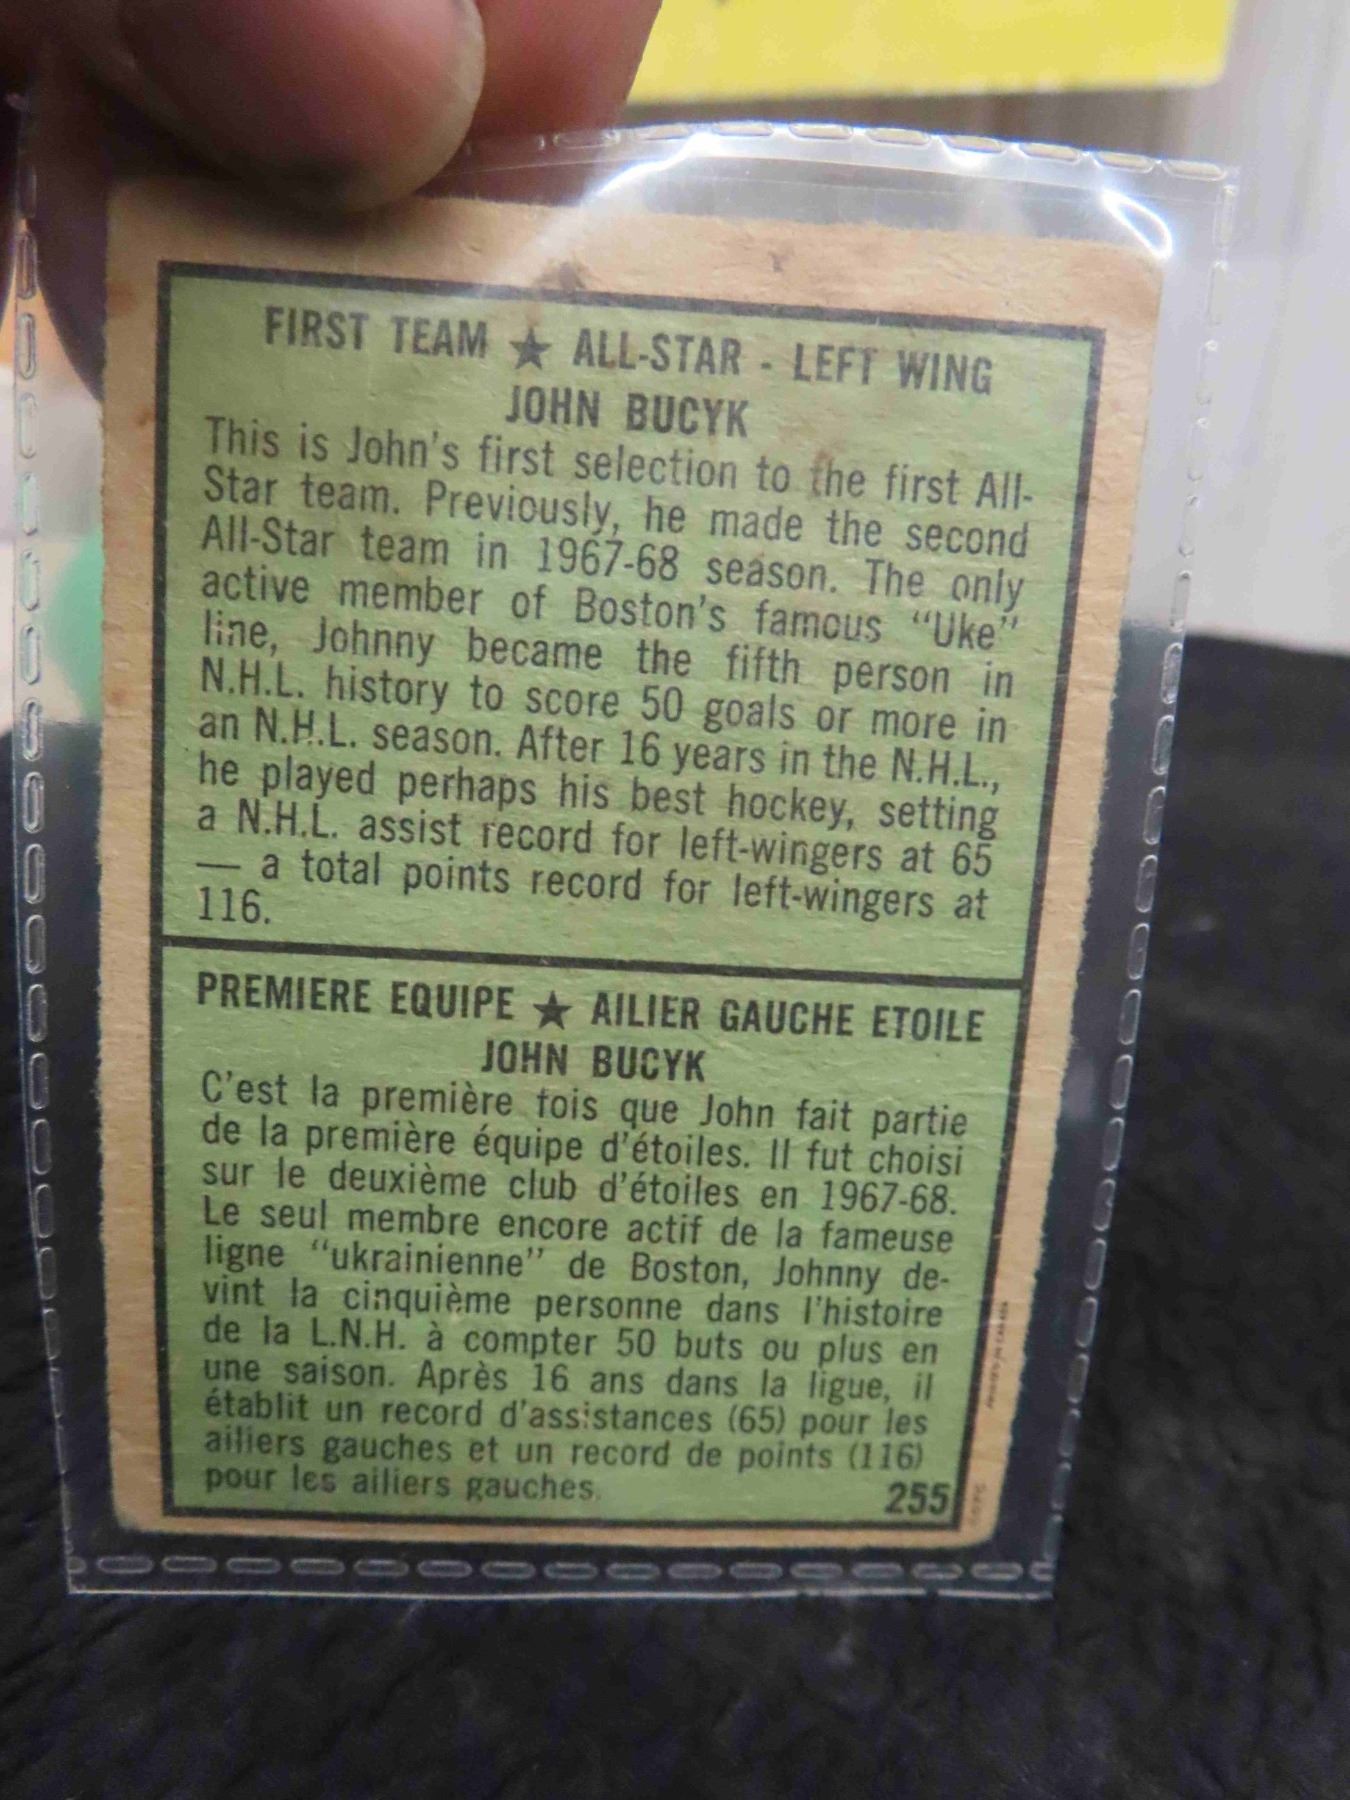 FIRST TEAM ★ ALL-STAR - LEFT WING
JOHN BUCYK
This is John's first selection to the first All-
Star team. Previously, he made the second
All-Star team in 1967-68 season. The only
active member of Boston's famous "Uke"
line, Johnny became the fifth person in
N.H.L. history to score 50 goals or more in
an N.H.L. season. After 16 years in the N.H.L.,
he played perhaps his best hockey, setting
a N.H.L. assist record for left-wingers at 65
— a total points record for left-wingers at
116.
PREMIERE EQUIPE ★ AILIER GAUCHE ETOILE
JOHN BUCYK
C'est la première fois que John fait partie
de la première équipe d'étoiles. Il fut choisi
sur le deuxième club d'étoiles en 1967-68.
Le seul membre encore actif de la fameuse
ligne "ukrainienne" de Boston, Johnny de-
vint la cinquième personne dans l'histoire
de la L.N.H. à compter 50 buts ou plus en
une saison. Après 16 ans dans la ligue, il
établit un record d'assistances (65) pour les
ailiers gauches et un record de points (116)
pour les ailiers gauches.
255